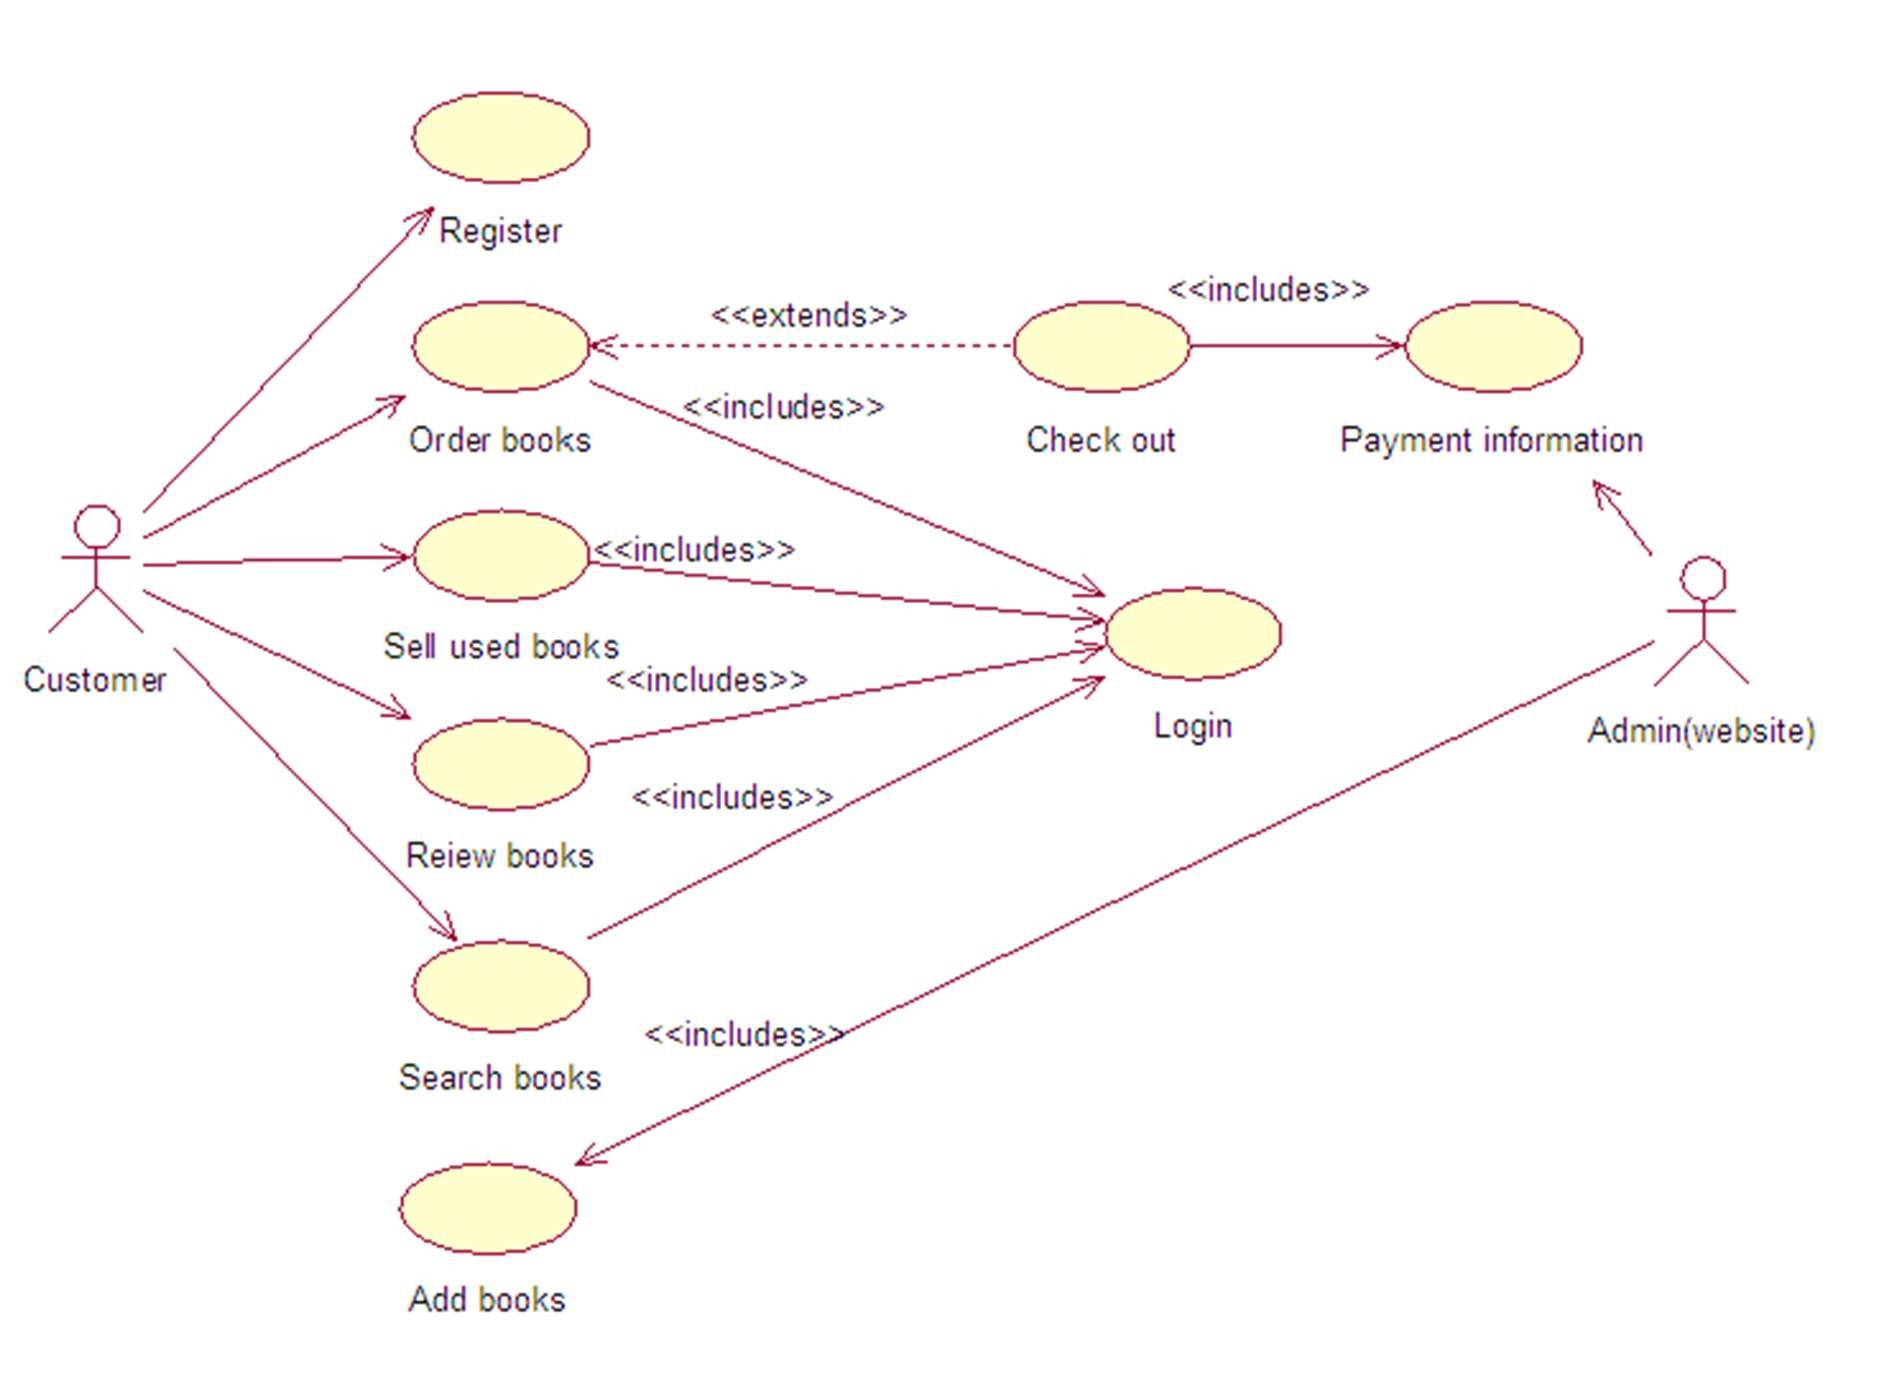 Register
<<includes>>
<<extends>>
<<includes>>
Order books
Check out
Payment information
<<includes>>
Sell used books
<<includes>>
Customer
Login
Admin(website)
<<includes>>
Reiew books
<<includes>>
Search books
Add books